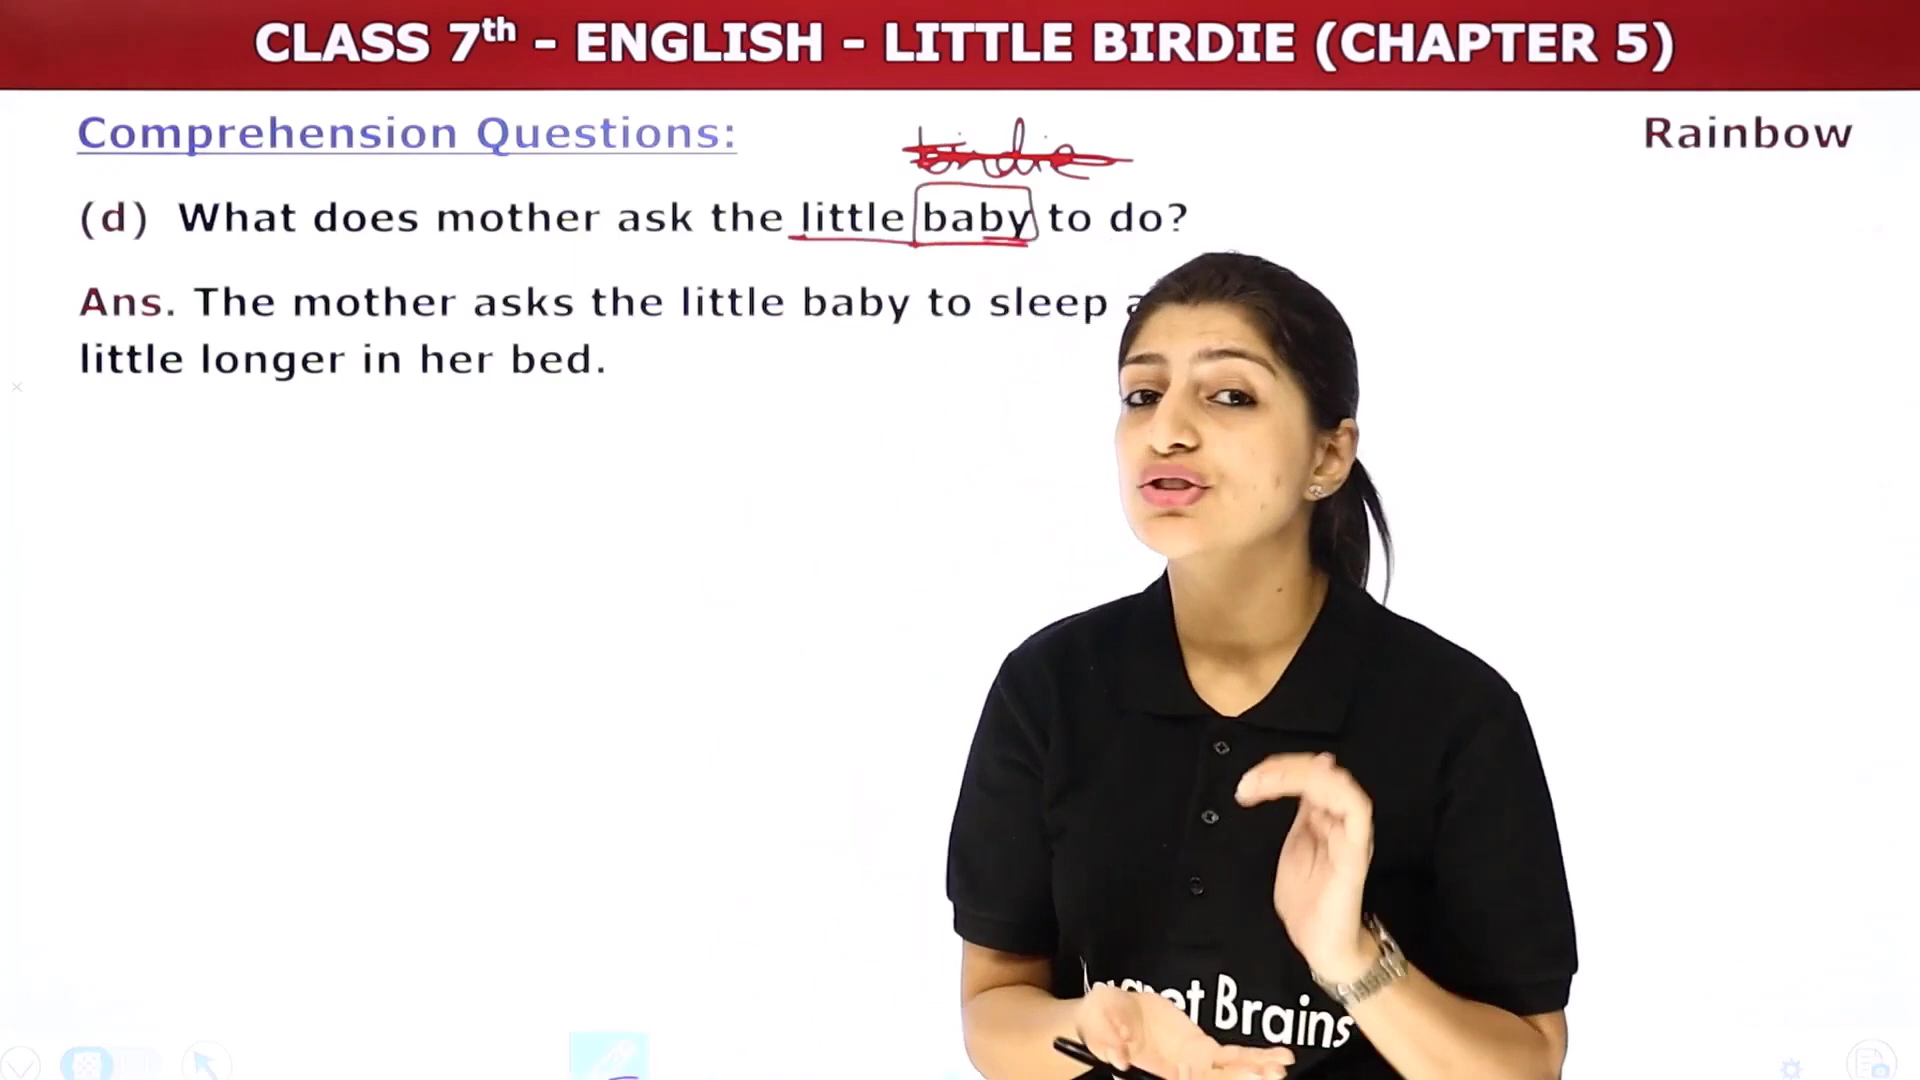 CLASS 7th - ENGLISH - LITTLE BIRDIE (CHAPTER 5)
Comprehension Questions:
Rainbow
birdie
(d) What does mother ask the little baby to do?
Ans. The mother asks the little baby to sleep a
little longer in her bed.
Brains